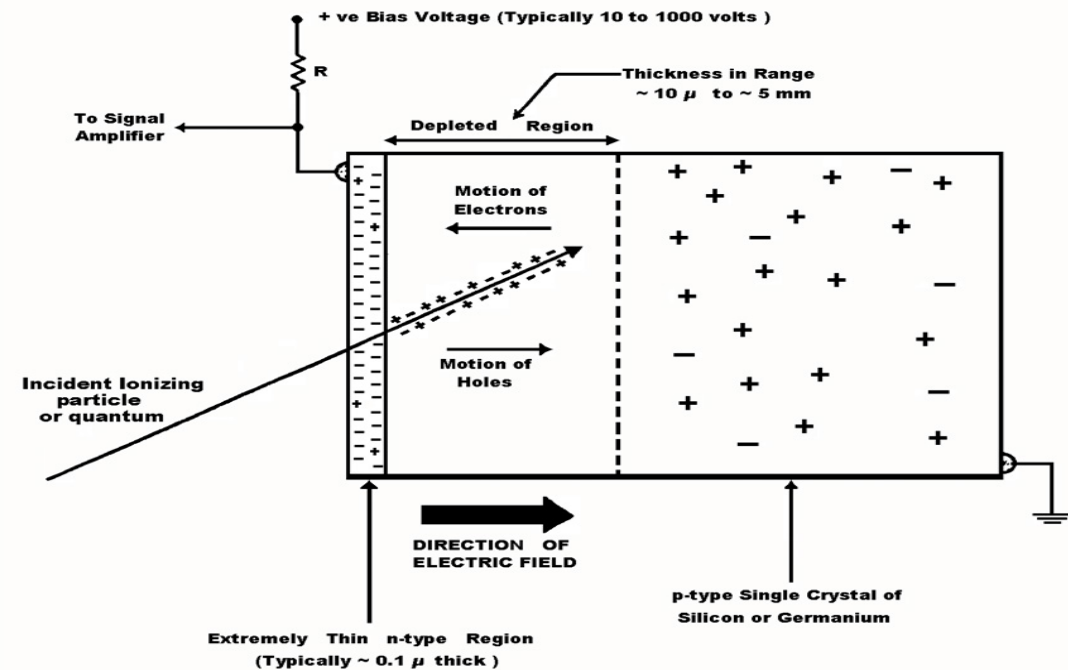 + ve Bias Voltage (Typically 10 to 1000 volts )
R
Thickness in Range
~ 10 μ to ~ 5 mm
To Signal
Amplifier
Depleted Region
Motion of
Electrons
Motion of
Holes
Incident Ionizing
particle
or quantum
DIRECTION OF
ELECTRIC FIELD
p-type Single Crystal of
Silicon or Germanium
Extremely Thin n-type Region
(Typically ~ 0.1 μ thick )